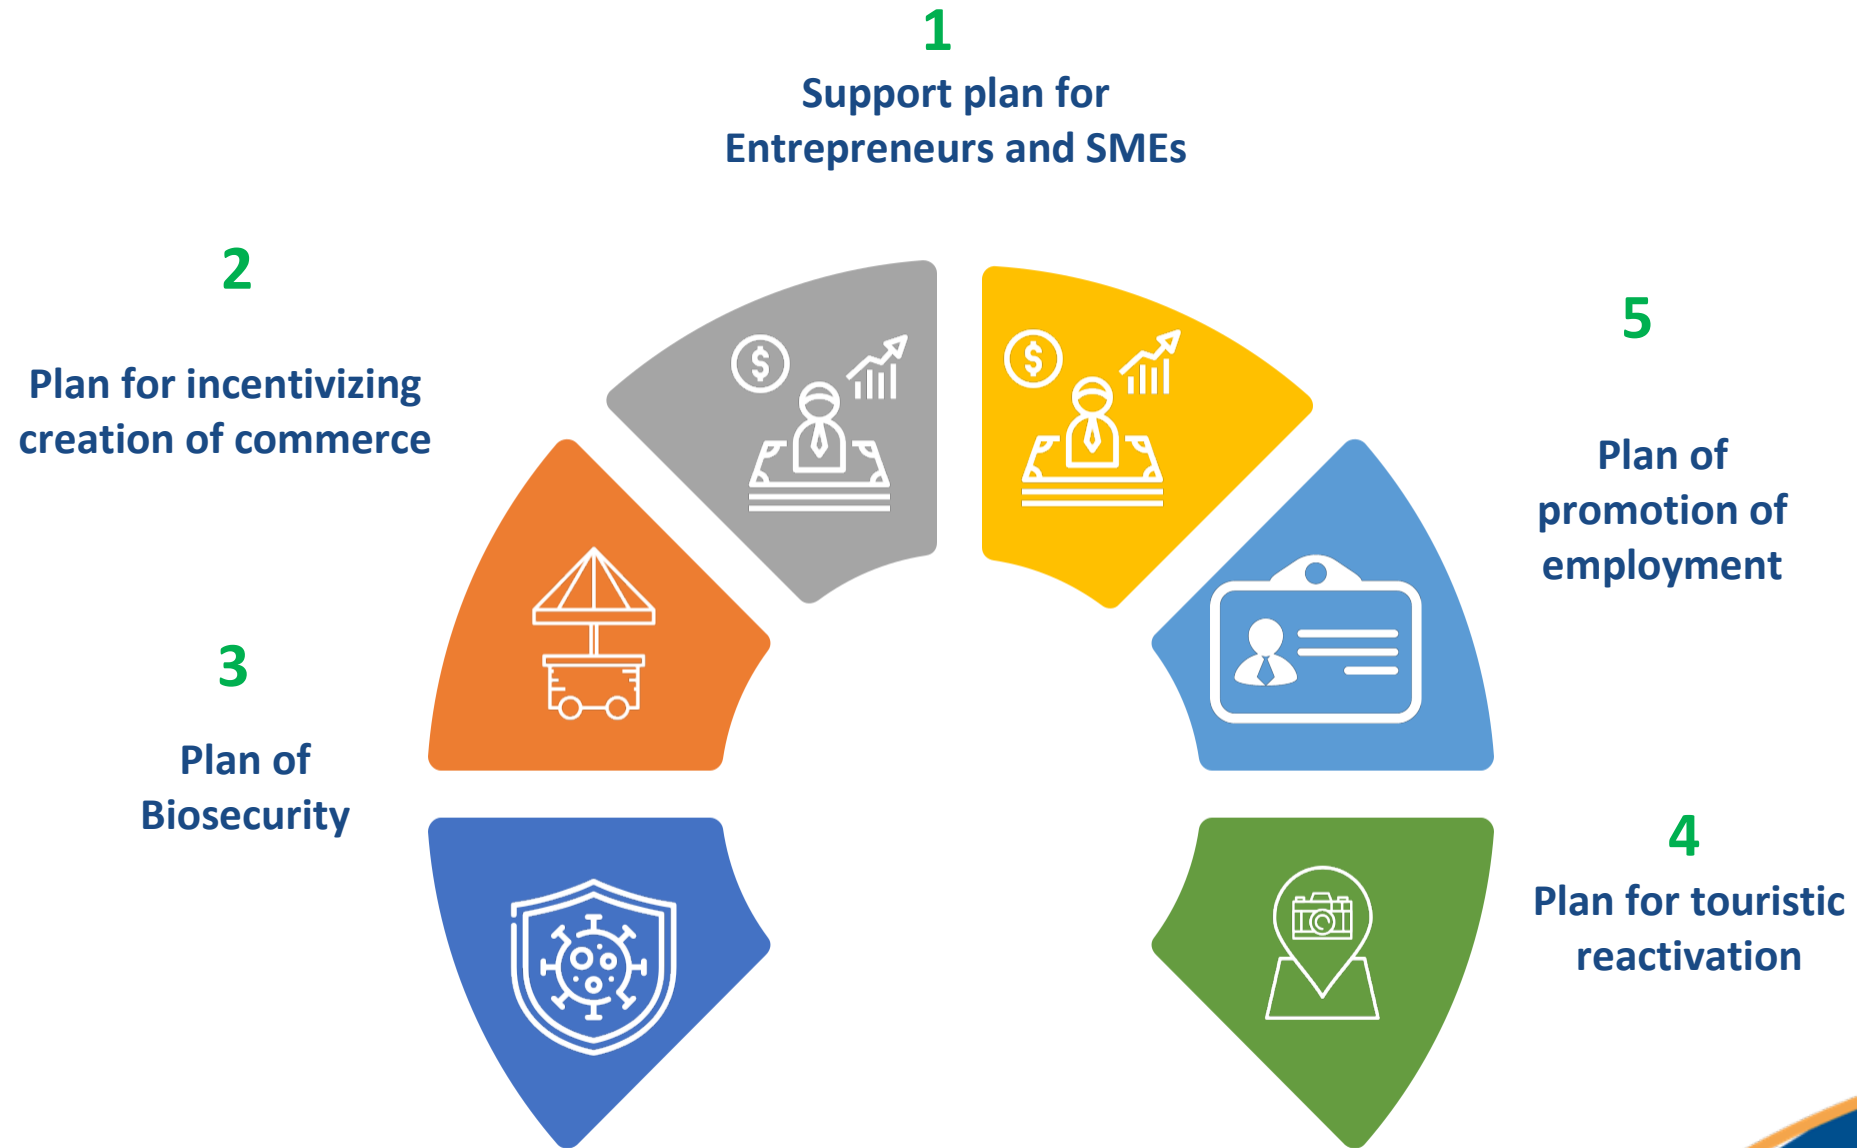 1
Support plan for
Entrepreneurs and SMEs
2
Plan for incentivizing
creation of commerce
3
Plan of
Biosecurity
4
Plan for touristic
reactivation
5
Plan of
promotion of
employment
$
$